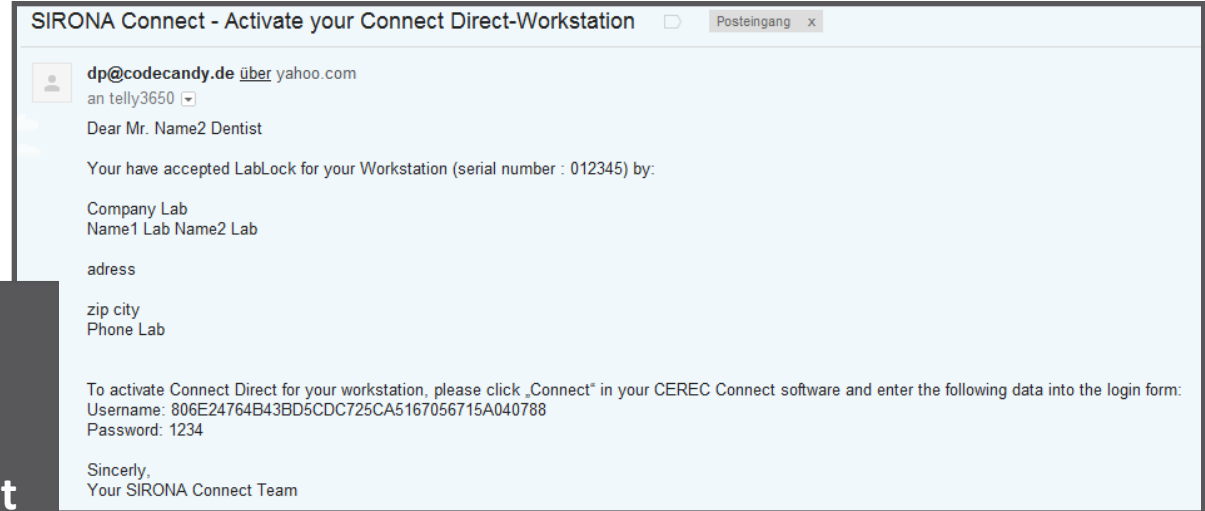 SIRONA Connect - Activate your Connect Direct-Workstation Posteingang x
dp@codecandy.de über yahoo.com
an telly3650
Dear Mr. Name2 Dentist
Your have accepted LabLock for your Workstation (serial number : 012345) by:
Company Lab
Name1 Lab Name2 Lab
adress
zip city
Phone Lab
To activate Connect Direct for your workstation, please click „Connect“ in your CEREC Connect software and enter the following data into the login form:
Username: 806E24764B43BD5CDC725CA5167056715A040788
Password: 1234
Sincerly,
Your SIRONA Connect Team
t